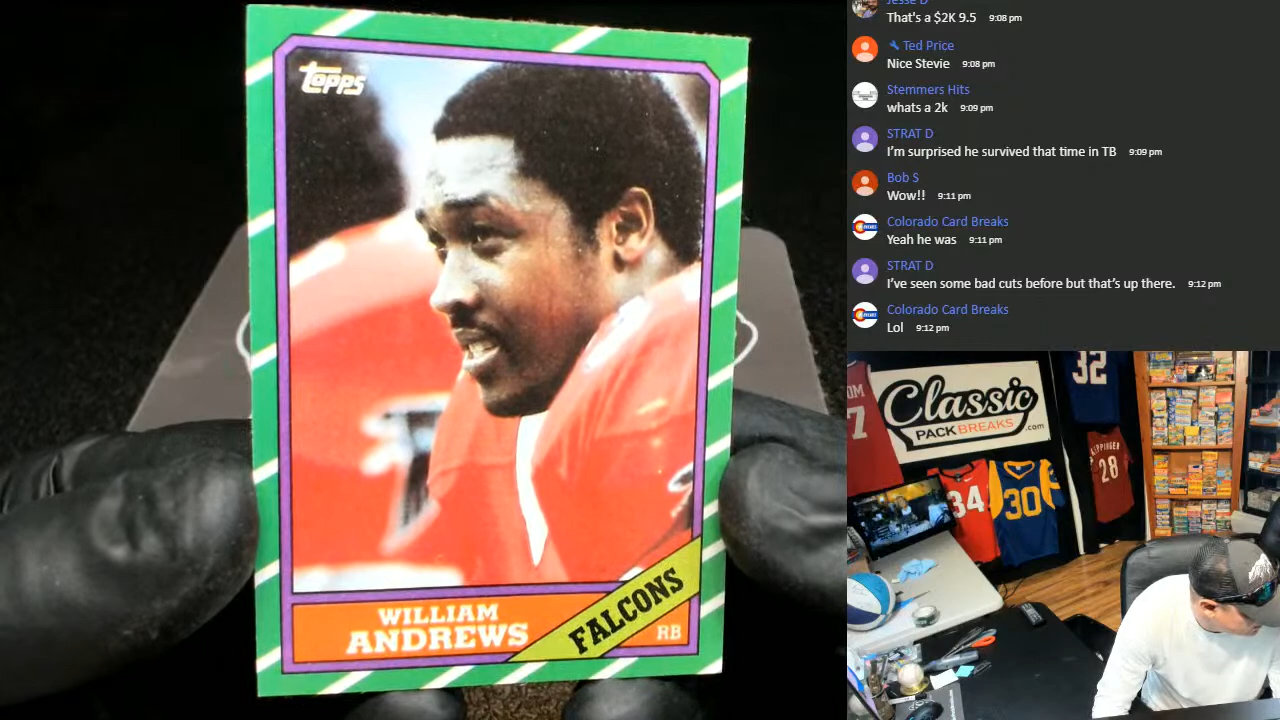 topps
WILLIAM
ANDREWS
FALCONS
RB
That's a $2K 9.5 9:08 pm
Ted Price
Nice Stevie 9:08 pm
Stemmers Hits
whats a 2k 9:09 pm
STRAT D
I'm surprised he survived that time in TB 9:09 pm
Bob S
Wow!! 9:11 pm
Colorado Card Breaks
Yeah he was 9:11 pm
STRAT D
I've seen some bad cuts before but that's up there. 9:12 pm
Colorado Card Breaks
Lol 9:12 pm
Classic
PACK BREAKS
.com
32
7
34
30
28